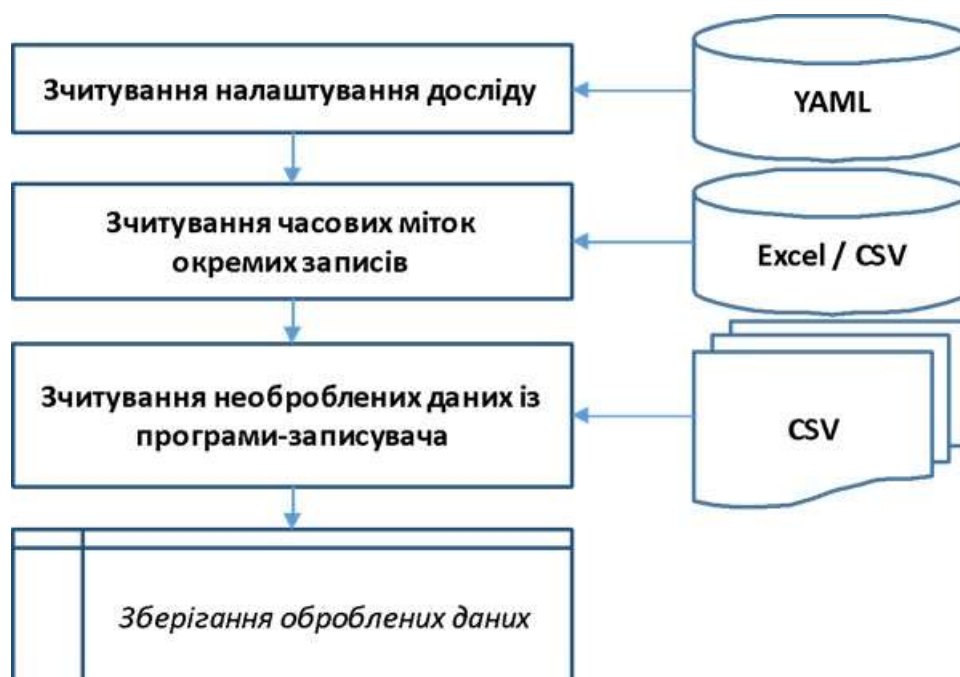 Зчитування налаштування досліду
YAML
Зчитування часових міток
окремих записів
Excel / CSV
Зчитування необроблених даних із
програми-записувача
CSV
Зберігання оброблених даних